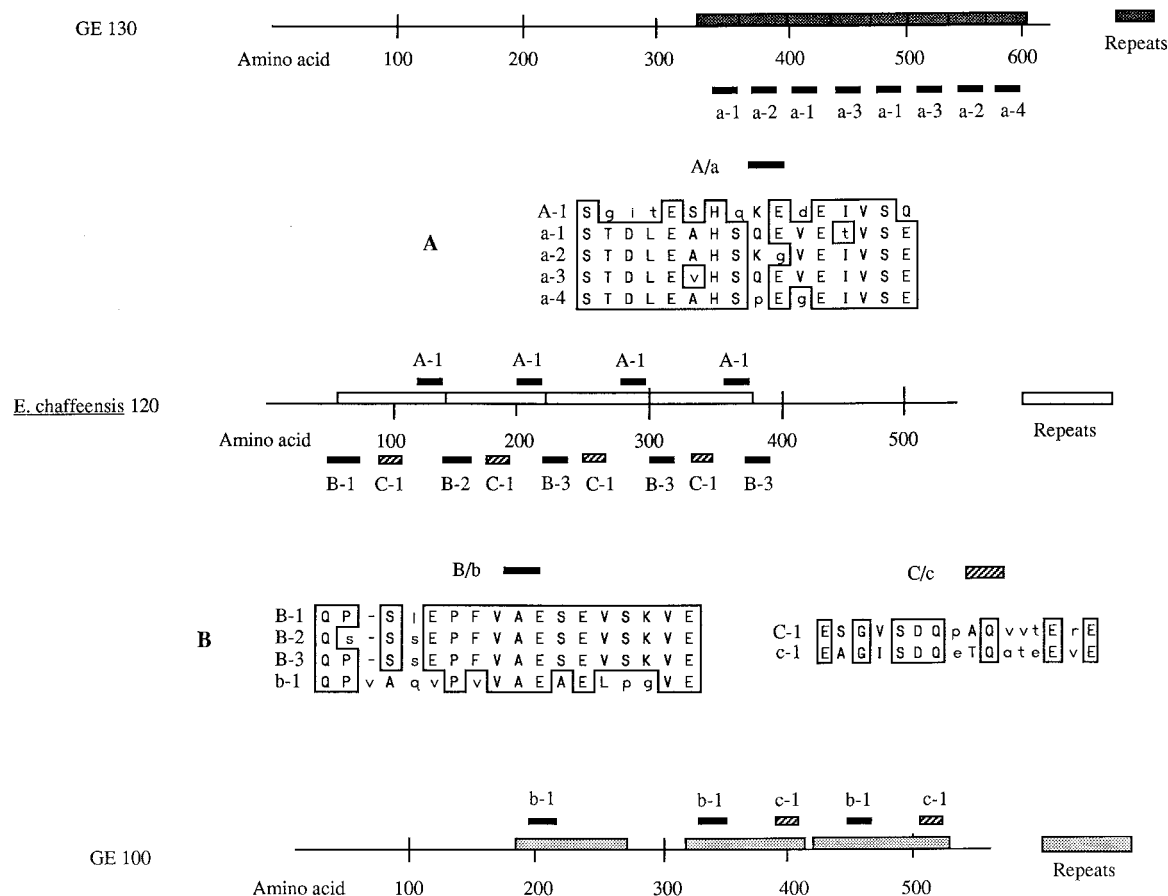 GE 130
Amino acid 100 200 300 400 500 600
Repeats
a-1 a-2 a-1 a-3 a-1 a-3 a-2 a-4
A/a
A
A-1 S g i t E S H q K E d E I V S Q
a-1 S T D L E A H S Q E V E t V S E
a-2 S T D L E A H S K g V E I V S E
a-3 S T D L E v H S Q E V E I V S E
a-4 S T D L E A H S p E g E I V S E
A-1 A-1 A-1 A-1
E. chaffeensis 120
Amino acid 100 200 300 400 500
Repeats
B-1 C-1 B-2 C-1 B-3 C-1 B-3 C-1 B-3
B/b
C/c
B
B-1 Q P - S l E P F V A E S E V S K V E
B-2 Q s - S s E P F V A E S E V S K V E
B-3 Q P - S s E P F V A E S E V S K V E
b-1 Q P v A q v P v V A E A E L p g V E
C-1 E S G V S D Q p A Q v v t E r E
c-1 E A G I S D Q e T Q a t e E v E
b-1 b-1 c-1 b-1 c-1
GE 100
Amino acid 100 200 300 400 500
Repeats